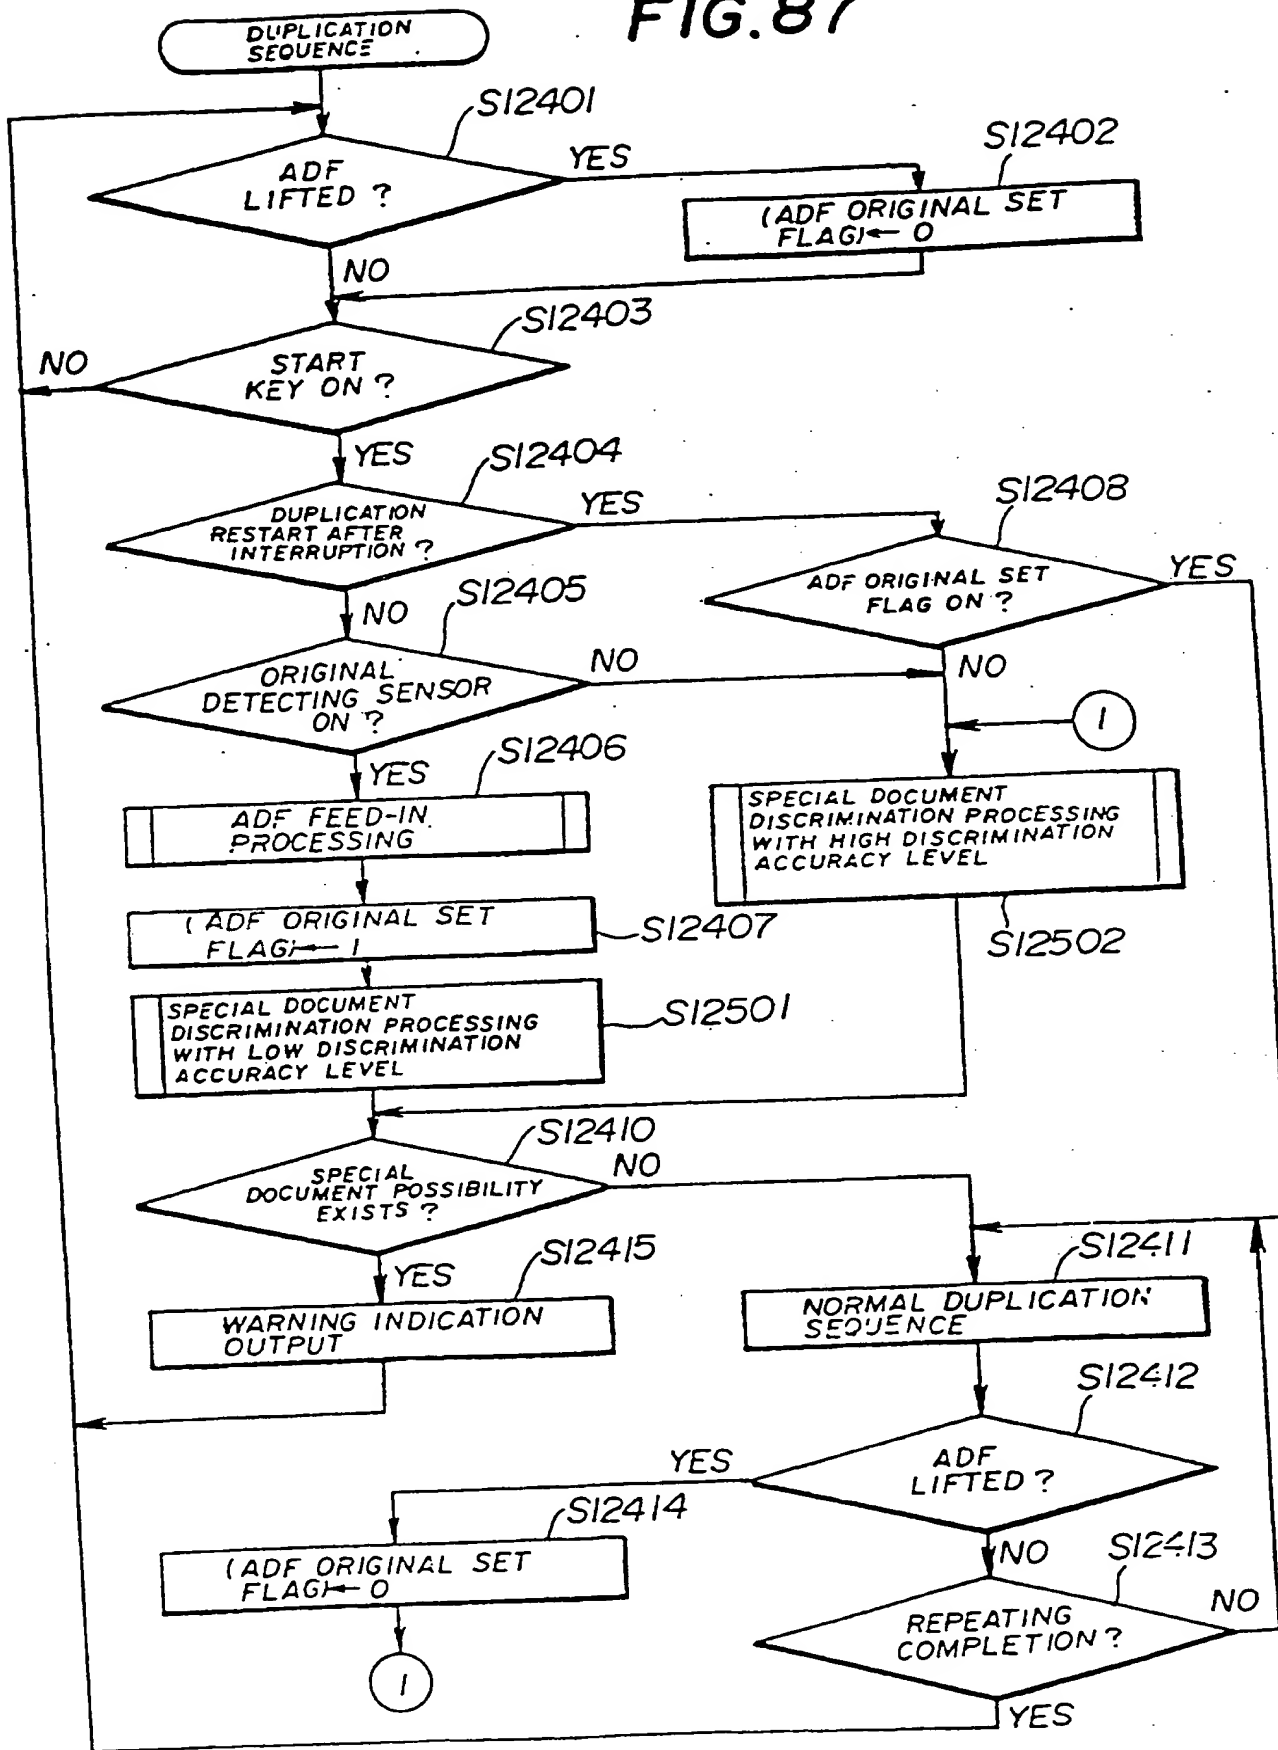 FIG.87
DUPLICATION
SEQUENCE
S12401
ADF
LIFTED ?
YES
NO
S12402
(ADF ORIGINAL SET
FLAG)← 0
S12403
START
KEY ON ?
NO
YES
S12404
DUPLICATION
RESTART AFTER
INTERRUPTION ?
YES
NO
S12408
ADF ORIGINAL SET
FLAG ON ?
YES
NO
S12405
ORIGINAL
DETECTING SENSOR
ON ?
NO
YES
1
S12406
ADF FEED-IN
PROCESSING
SPECIAL DOCUMENT
DISCRIMINATION PROCESSING
WITH HIGH DISCRIMINATION
ACCURACY LEVEL
S12502
(ADF ORIGINAL SET
FLAG)← 1
S12407
SPECIAL DOCUMENT
DISCRIMINATION PROCESSING
WITH LOW DISCRIMINATION
ACCURACY LEVEL
S12501
S12410
SPECIAL
DOCUMENT POSSIBILITY
EXISTS ?
NO
YES
S12415
WARNING INDICATION
OUTPUT
S12411
NORMAL DUPLICATION
SEQUENCE
S12412
ADF
LIFTED ?
YES
NO
S12414
(ADF ORIGINAL SET
FLAG)← 0
1
S12413
REPEATING
COMPLETION ?
NO
YES